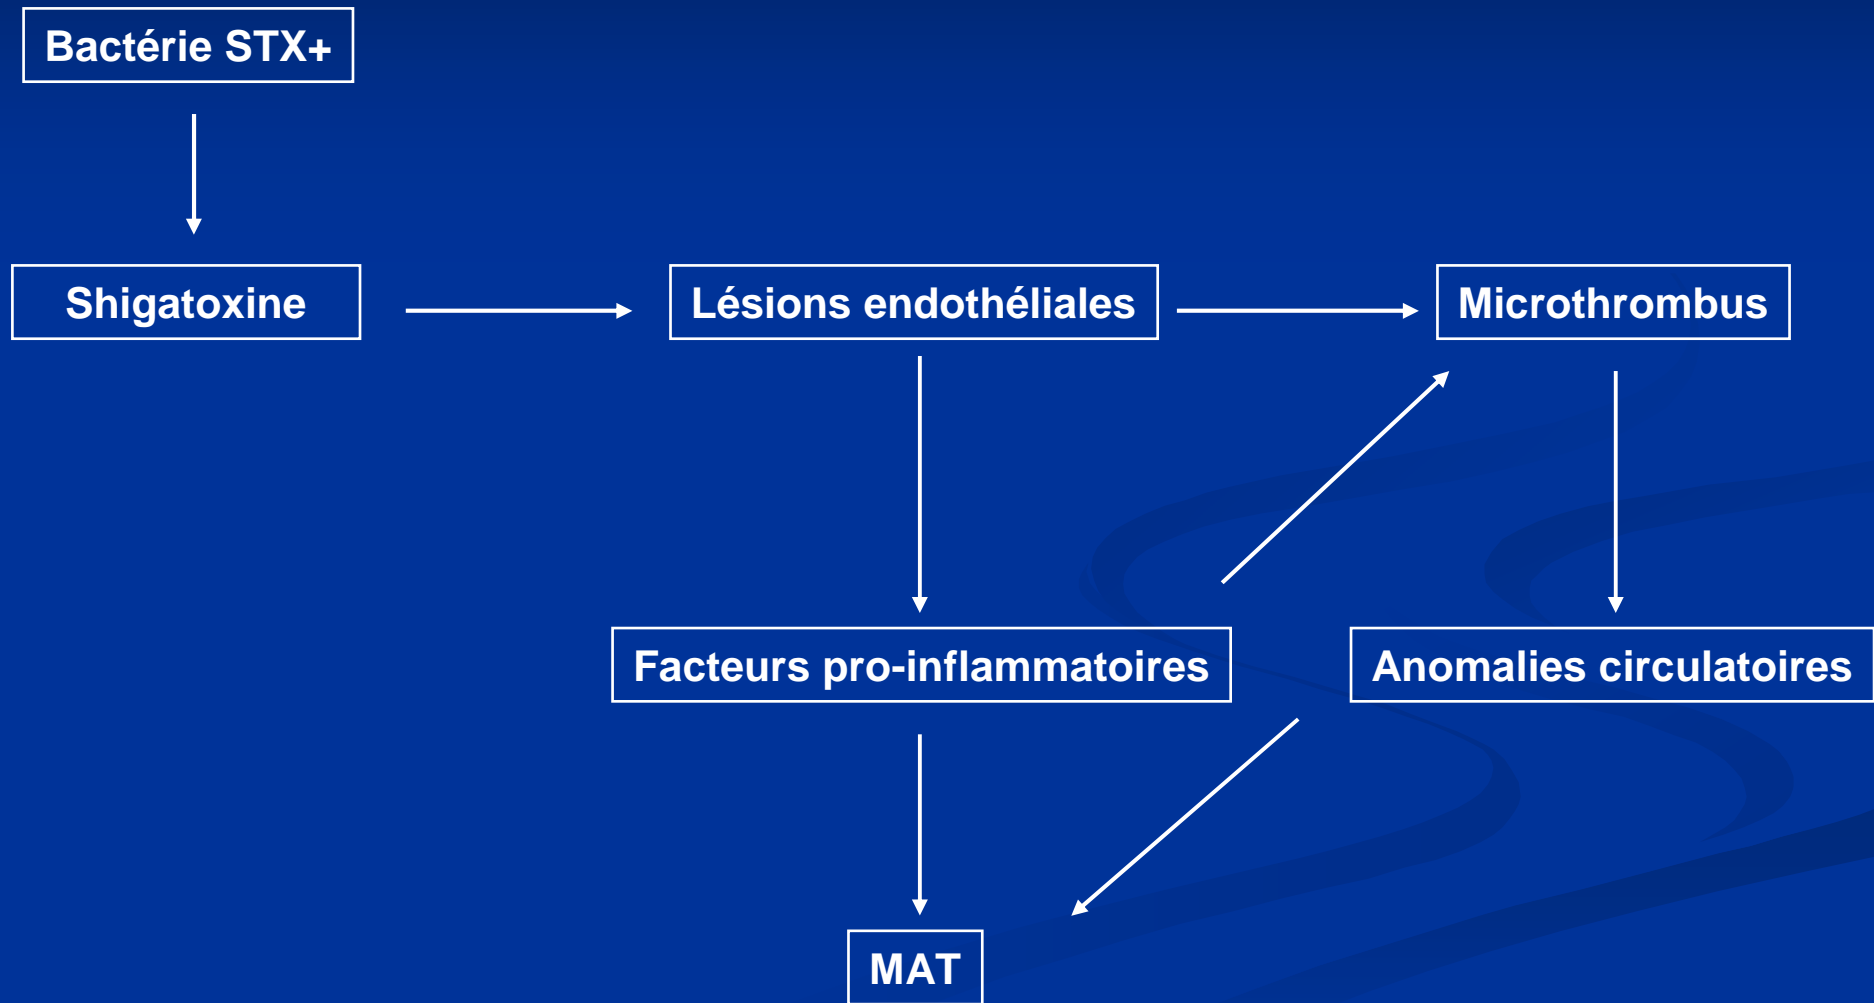 Bactérie STX+
Shigatoxine
Lésions endothéliales
Microthrombus
Facteurs pro-inflammatoires
Anomalies circulatoires
MAT